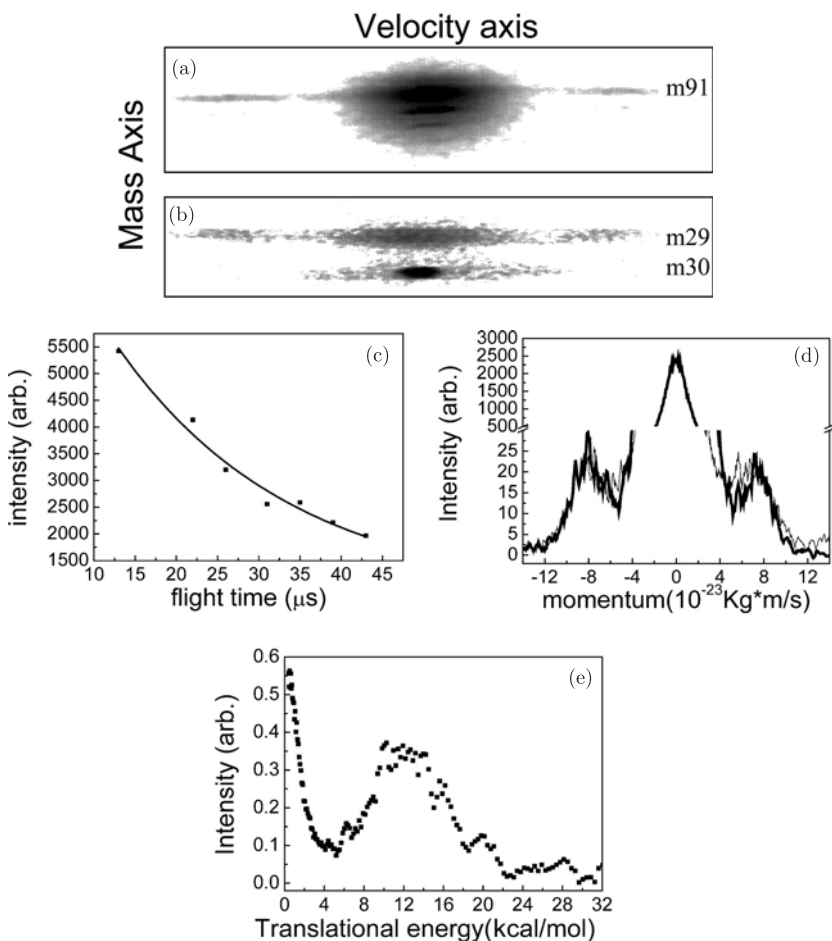 Velocity axis
Mass Axis
(a)
m91
(b)
m29
m30
(c)
intensity (arb.)
5500
5000
4500
4000
3500
3000
2500
2000
1500
10 15 20 25 30 35 40 45
flight time (μs)
(d)
Intensity (arb.)
3000
2500
2000
1500
1000
500
25
20
15
10
5
0
-12 -8 -4 0 4 8 12
momentum(10⁻²³Kg*m/s)
(e)
Intensity (arb.)
0.6
0.5
0.4
0.3
0.2
0.1
0.0
0 4 8 12 16 20 24 28 32
Translational energy(kcal/mol)